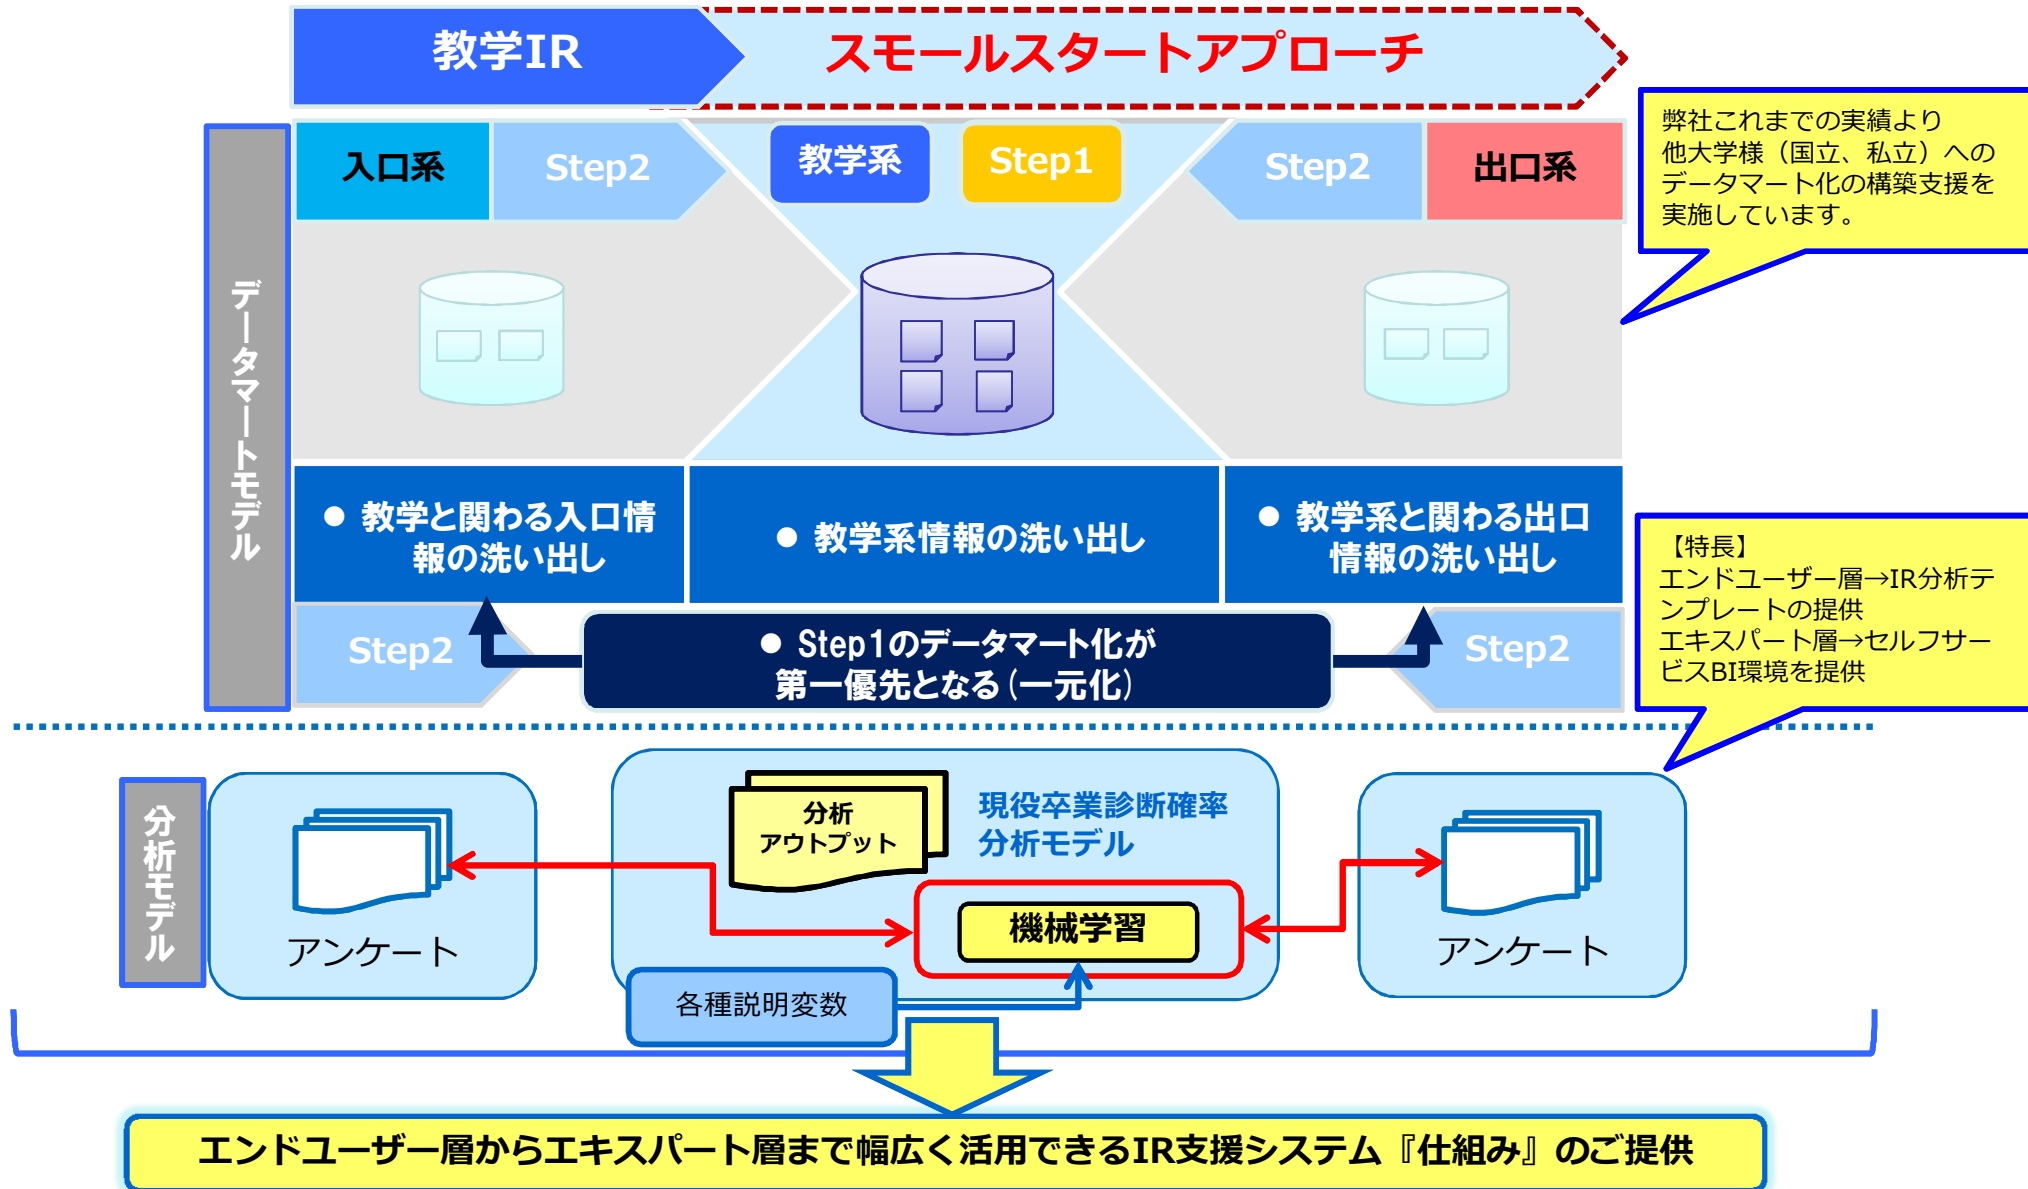 教学IR
スモールスタートアプローチ
入口系
Step2
教学系
Step1
Step2
出口系
弊社これまでの実績より
他大学様（国立、私立）への
データマート化の構築支援を
実施しています。
データマートモデル
● 教学と関わる入口情
報の洗い出し
● 教学系情報の洗い出し
● 教学系と関わる出口
情報の洗い出し
【特長】
エンドユーザー層→IR分析テ
ンプレートの提供
エキスパート層→セルフサー
ビスBI環境を提供
Step2
● Step1のデータマート化が
第一優先となる(一元化)
Step2
分析モデル
アンケート
分析
アウトプット
現役卒業診断確率
分析モデル
機械学習
各種説明変数
アンケート
エンドユーザー層からエキスパート層まで幅広く活用できるIR支援システム『仕組み』のご提供